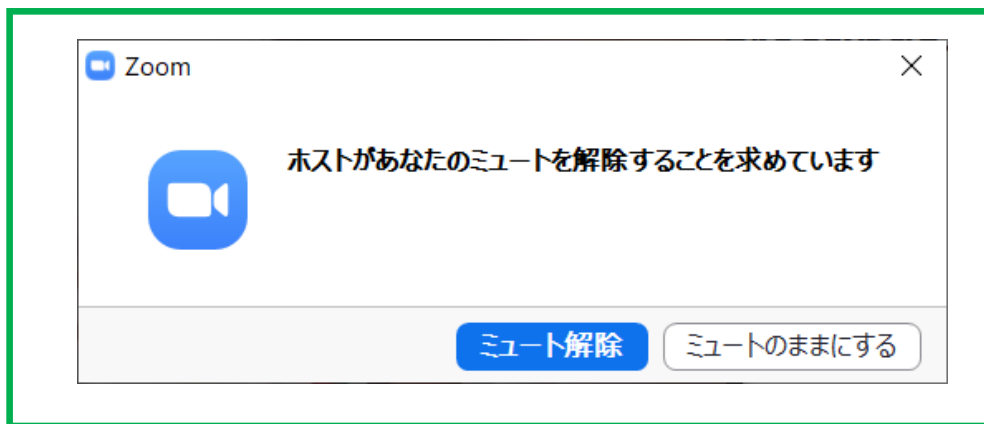 Zoom
ホストがあなたのミュートを解除することを求めています
ミュート解除
ミュートのままにする